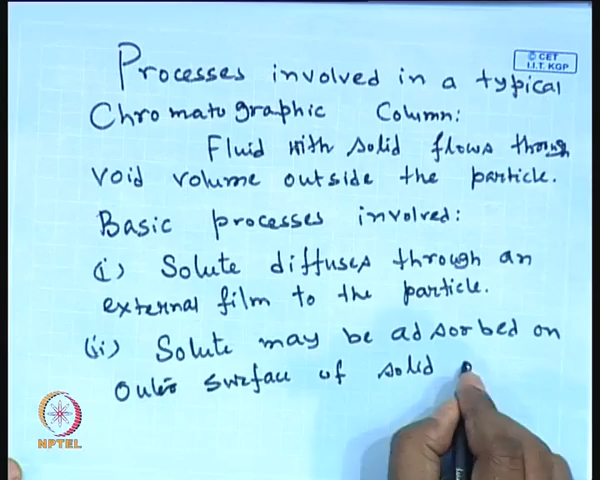 © CET
I.I.T. KGP
Processes involved in a typical
Chromatographic Column:
Fluid with solid flows through
void volume outside the particle.
Basic processes involved:
(i) Solute diffuses through an
external film to the particle.
(ii) Solute may be adsorbed on
outer surface of solid
NPTEL